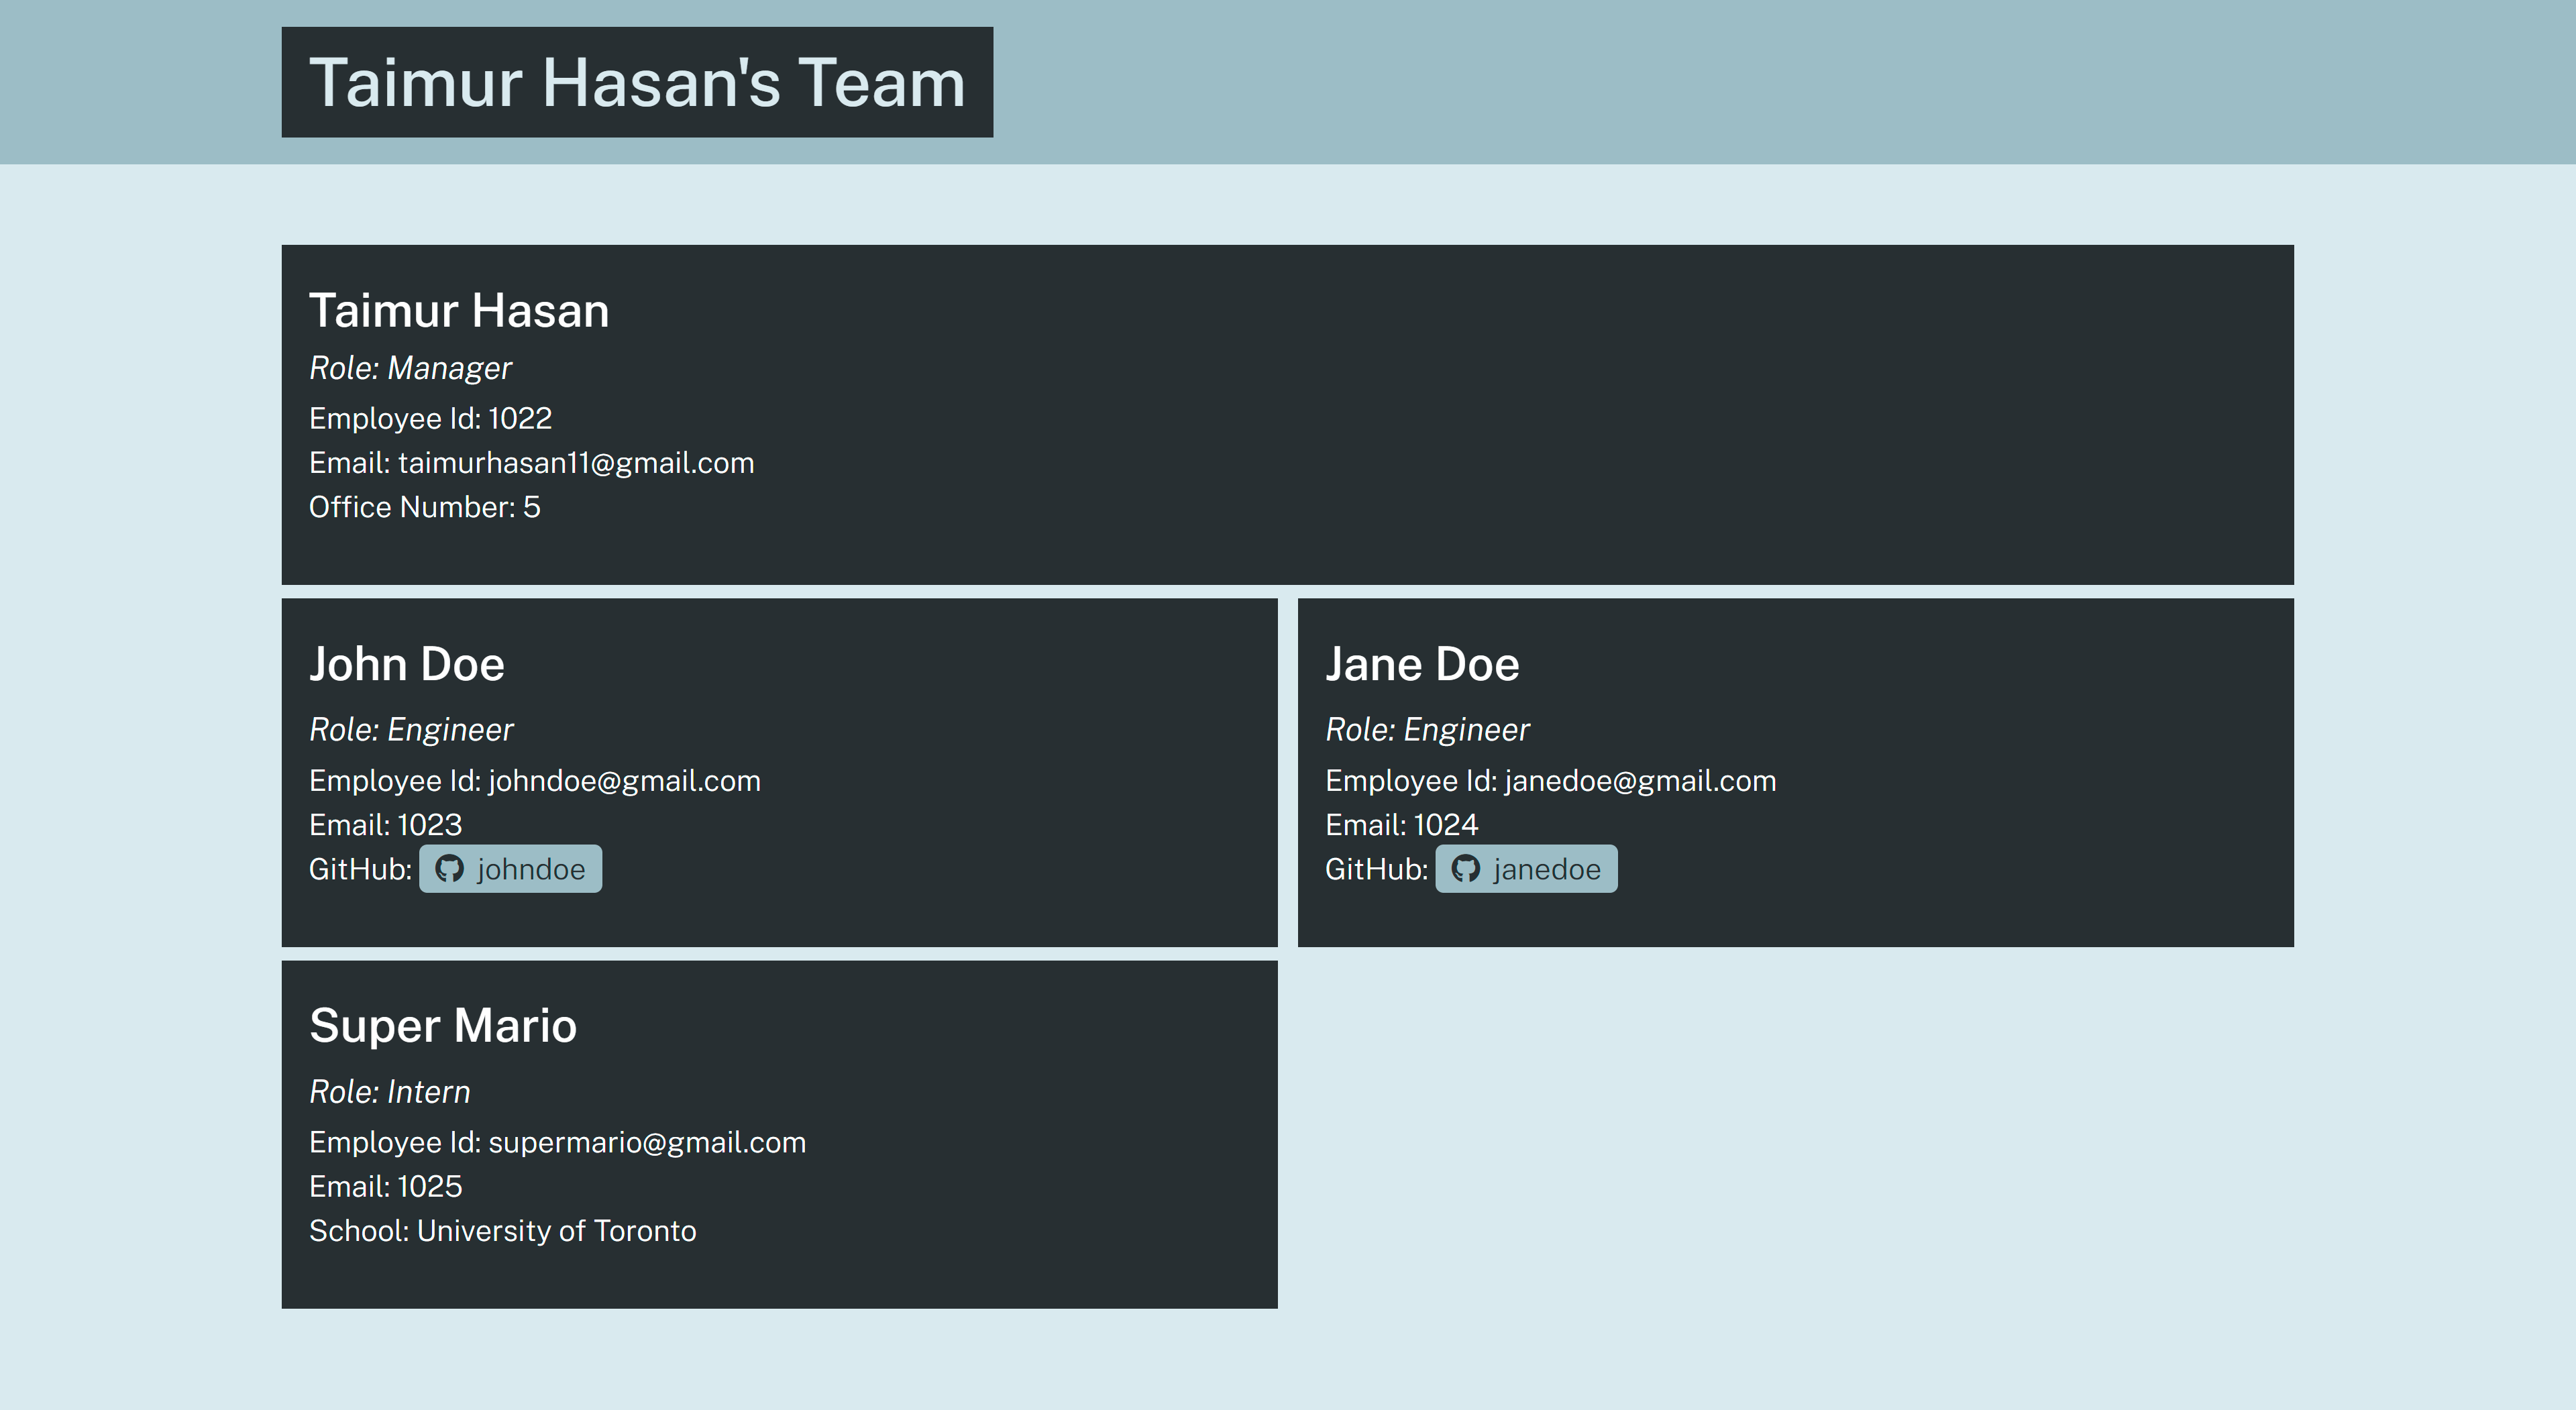 Taimur Hasan's Team
Taimur Hasan
Role: Manager
Employee Id: 1022
Email: taimurhasan11@gmail.com
Office Number: 5
John Doe
Role: Engineer
Employee Id: johndoe@gmail.com
Email: 1023
GitHub: johndoe
Jane Doe
Role: Engineer
Employee Id: janedoe@gmail.com
Email: 1024
GitHub: janedoe
Super Mario
Role: Intern
Employee Id: supermario@gmail.com
Email: 1025
School: University of Toronto